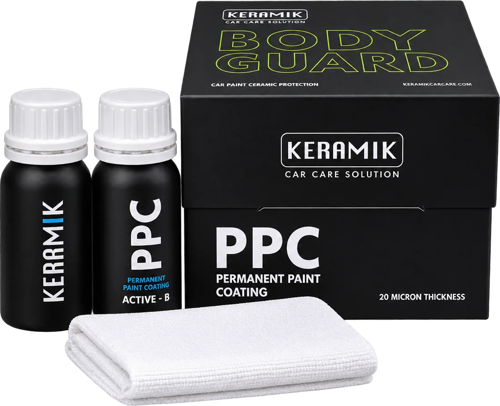 KERAMIK
CAR CARE SOLUTION
BODY
GUARD
CAR PAINT CERAMIC PROTECTION
KERAMIKCARCARE.COM
KERAMIK
CAR CARE SOLUTION
PPC
PERMANENT PAINT
COATING
20 MICRON THICKNESS
KERAMIK
PPC
PERMANENT
PAINT COATING
ACTIVE - B